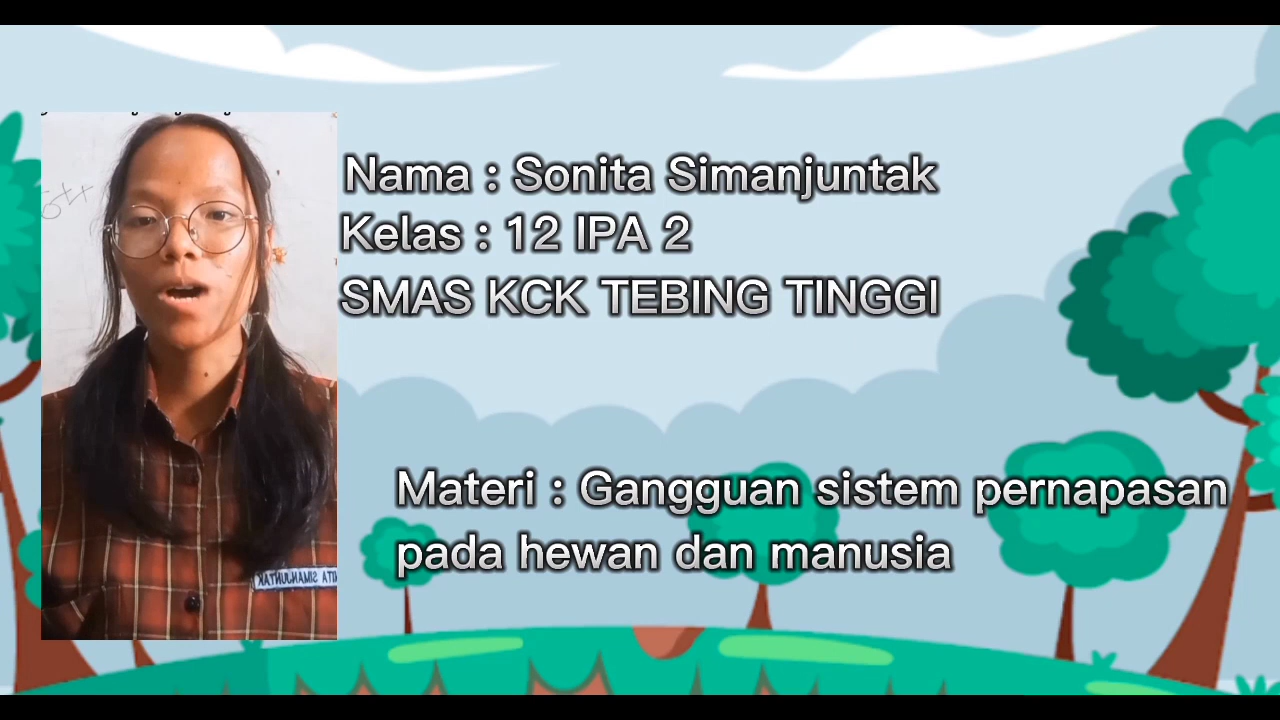 Nama : Sonita Simanjuntak
Kelas : 12 IPA 2
SMAS KCK TEBING TINGGI
Materi : Gangguan sistem pernapasan
pada hewan dan manusia
SIMANJUNTAK